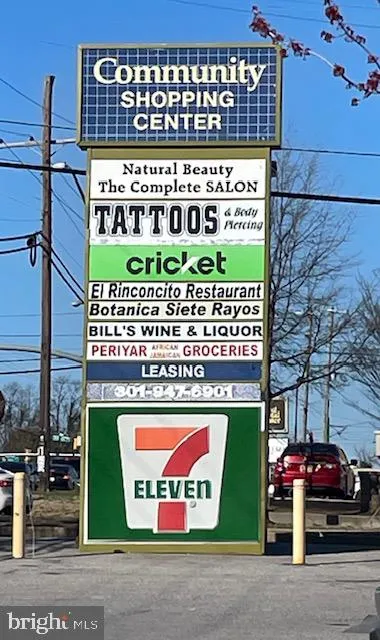 Community
SHOPPING
CENTER
Natural Beauty
The Complete SALON
TATTOOS & Body Piercing
cricket
El Rinconcito Restaurant
Botanica Siete Rayos
BILL'S WINE & LIQUOR
PERIYAR AFRICAN JAMAICAN GROCERIES
LEASING
301-947-6901
7
ELEVEn
bright MLS